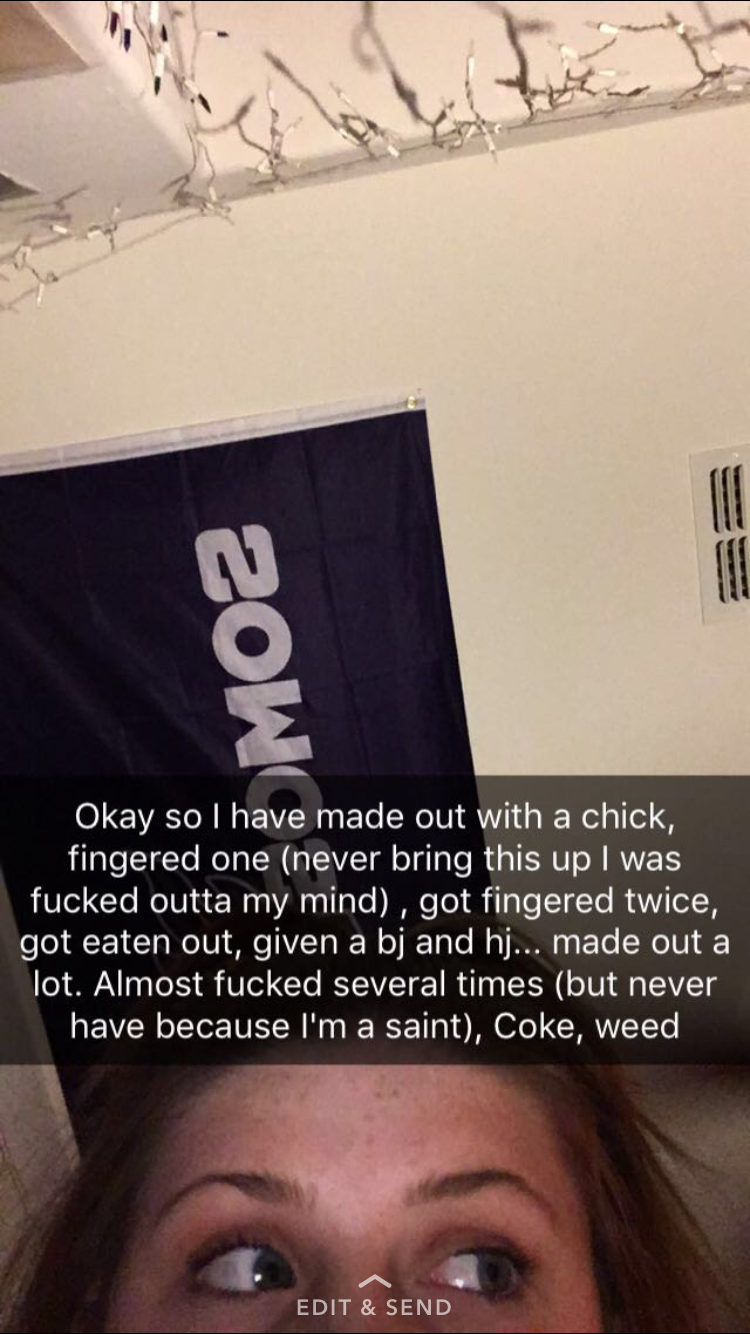 SOMOS
Okay so I have made out with a chick,
fingered one (never bring this up I was
fucked outta my mind) , got fingered twice,
got eaten out, given a bj and hj... made out a
lot. Almost fucked several times (but never
have because I'm a saint), Coke, weed
EDIT & SEND